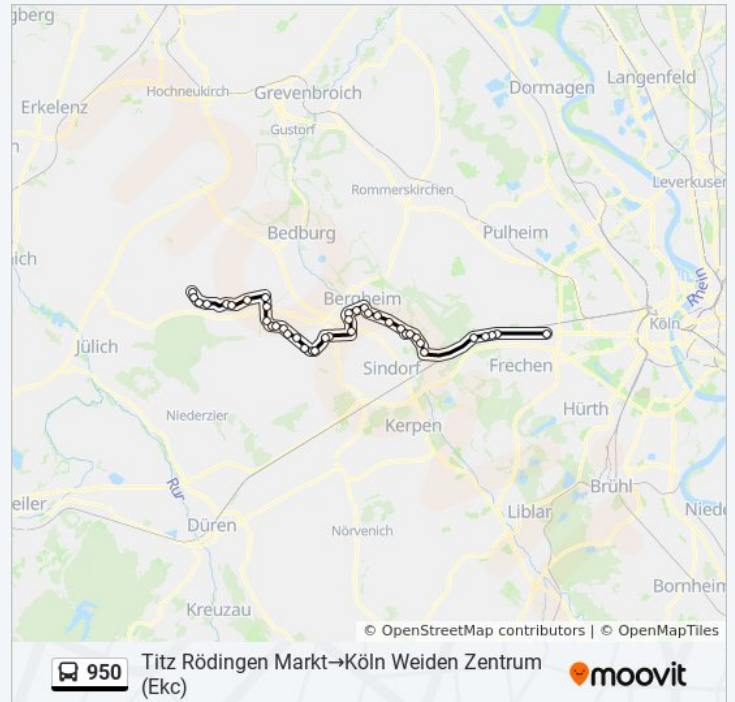 gberg
Langenfeld
Dormagen
Hochneukirch
Grevenbroich
Erkelenz
Gustorf
Leverkusen
Rommerskirchen
Bedburg
Pulheim
ich
Rhein
Bergheim
Köln
Jülich
Sindorf
Frechen
Niederzier
Hürth
Kerpen
Rur
Brühl
eiler
Liblar
Niede
Düren
Nörvenich
Bornheim
Kreuzau
© OpenStreetMap contributors | © OpenMapTiles
950
Titz Rödingen Markt→Köln Weiden Zentrum
(Ekc)
moovit